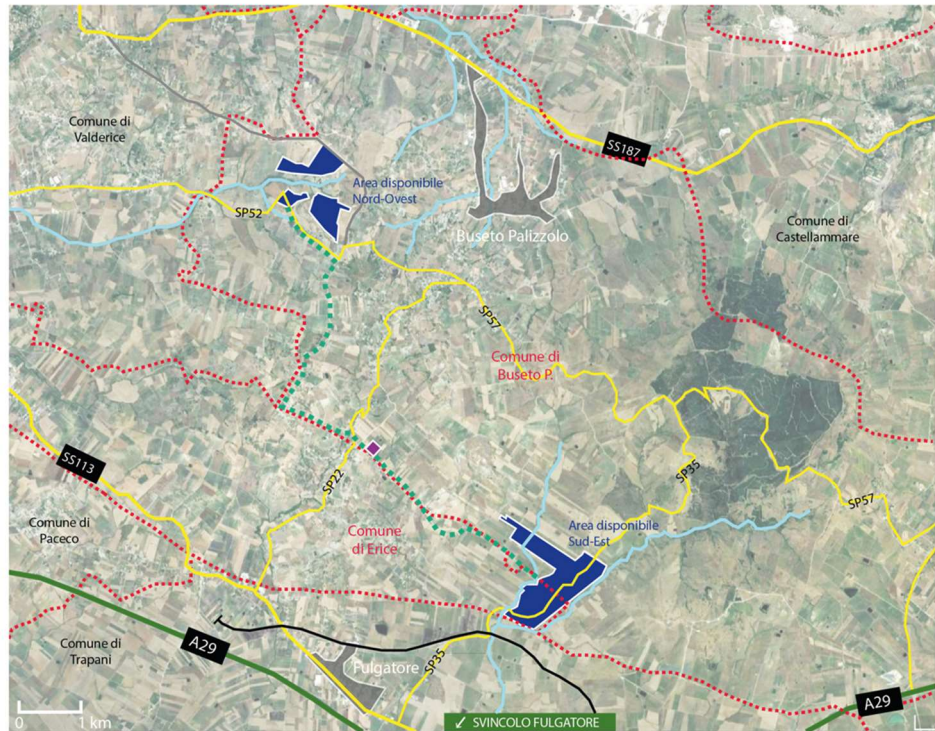 Comune di
Valderice
SS187
Area disponibile
Nord-Ovest
SP52
Buseto Palizzolo
Comune di
Castellammare
SP57
Comune di
Buseto P.
SS113
SP22
SP35
SP57
Comune di
Paceco
Comune
di Erice
Area disponibile
Sud-Est
Comune di
Trapani
A29
Fulgatore
SP35
A29
0 1 km
↙ SVINCOLO FULGATORE